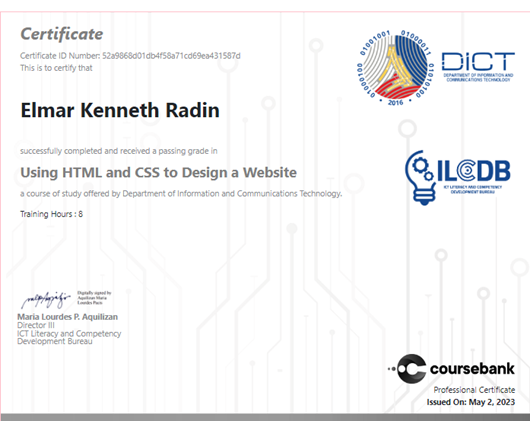 Certificate
Certificate ID Number: 52a9868d01db4f58a71cd69ea431587d
This is to certify that
Elmar Kenneth Radin
successfully completed and received a passing grade in
Using HTML and CSS to Design a Website
a course of study offered by Department of Information and Communications Technology.
Training Hours : 8
01001001 01000011
01000100 01010100
• 2016 •
DICT
DEPARTMENT OF INFORMATION AND
COMMUNICATIONS TECHNOLOGY
ILCDB
ICT LITERACY AND COMPETENCY
DEVELOPMENT BUREAU
Digitally signed by
Aquilizan Maria
Lourdes Pacis
Maria Lourdes P. Aquilizan
Director III
ICT Literacy and Competency
Development Bureau
coursebank
Professional Certificate
Issued On: May 2, 2023